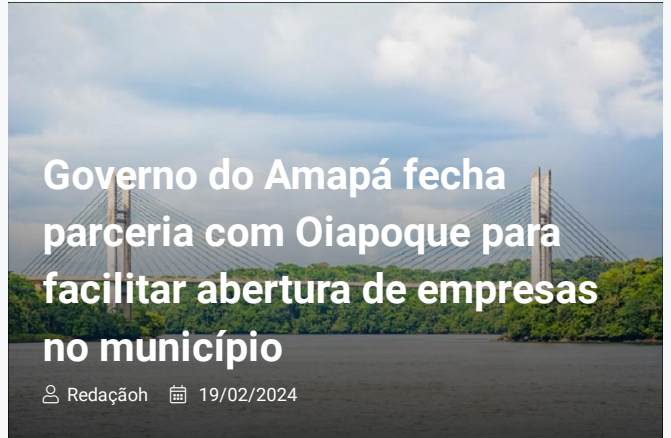 Governo do Amapá fecha
parceria com Oiapoque para
facilitar abertura de empresas
no município
Redaçãoh 19/02/2024